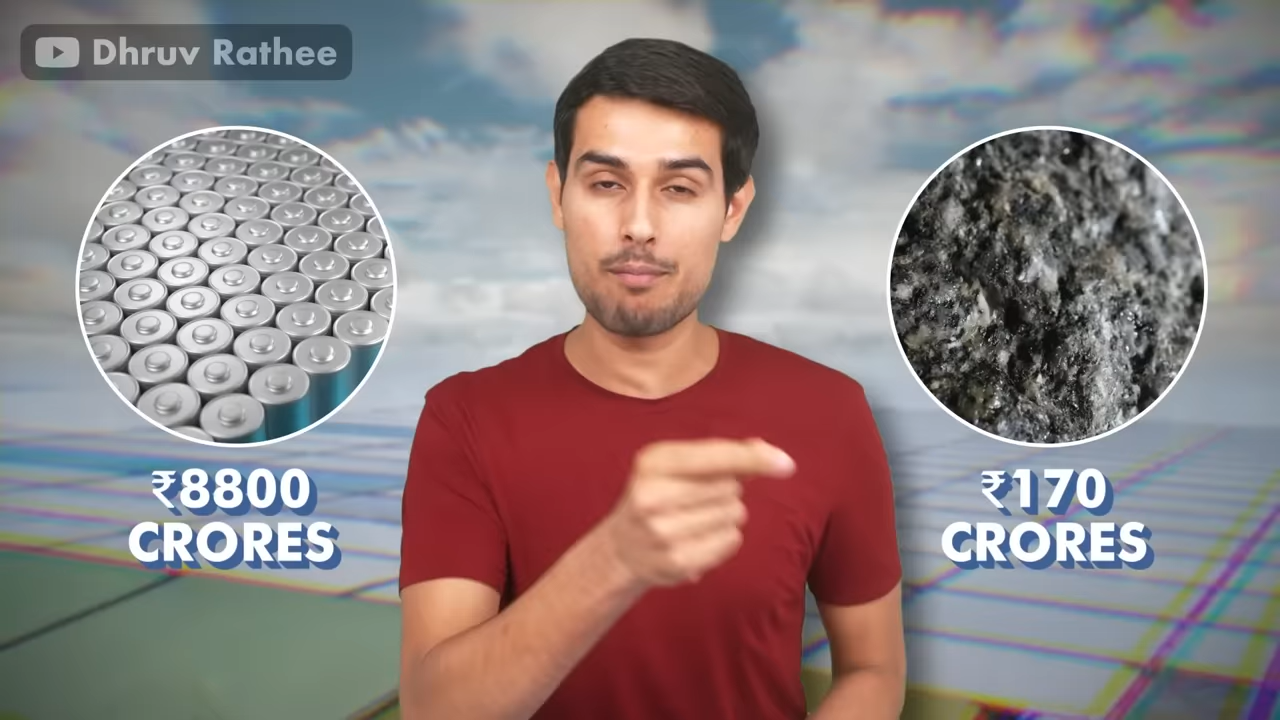 Dhruv Rathee
₹8800
CRORES
₹170
CRORES